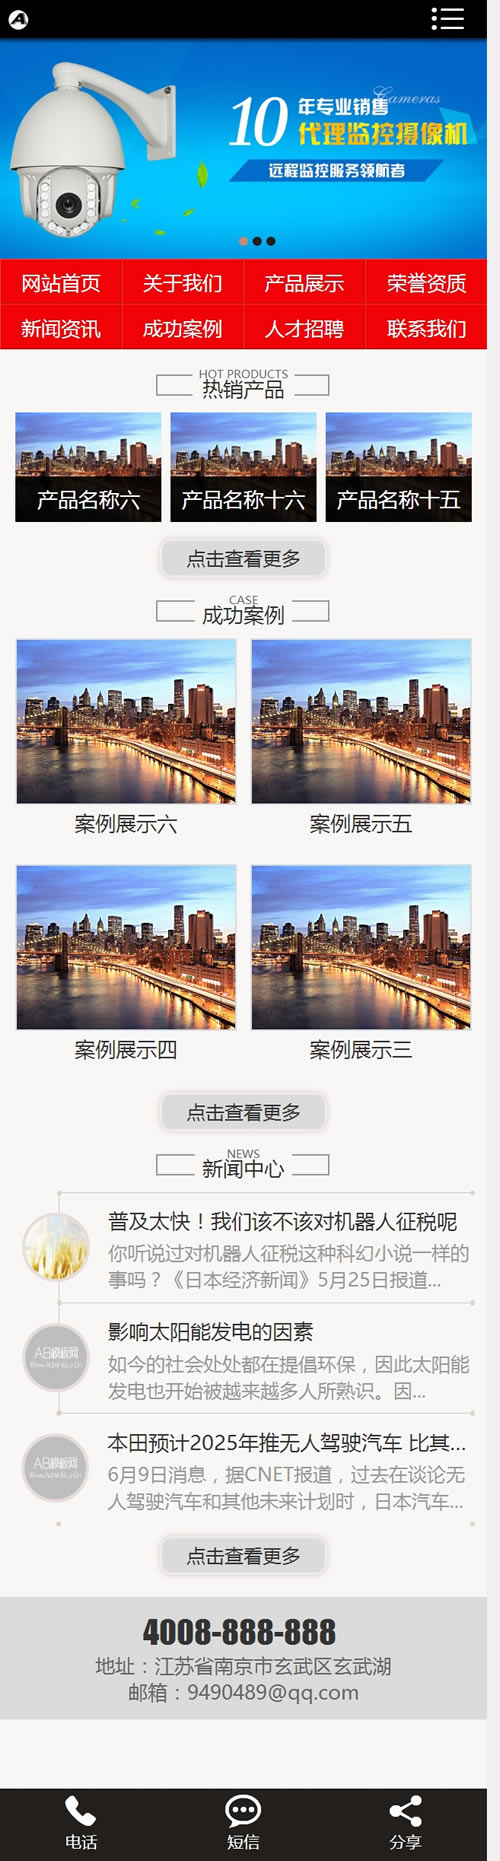 A
Cameras
10
年专业销售
代理监控摄像机
远程监控服务领航者
网站首页 关于我们 产品展示 荣誉资质
新闻资讯 成功案例 人才招聘 联系我们
HOT PRODUCTS
热销产品
产品名称六 产品名称十六 产品名称十五
点击查看更多
CASE
成功案例
案例展示六 案例展示五
案例展示四 案例展示三
点击查看更多
NEWS
新闻中心
普及太快！我们该不该对机器人征税呢
你听说过对机器人征税这种科幻小说一样的
事吗？《日本经济新闻》5月25日报道...
AB模板网
影响太阳能发电的因素
如今的社会处处都在提倡环保，因此太阳能
发电也开始被越来越多人所熟识。因...
AB模板网
本田预计2025年推无人驾驶汽车 比其...
6月9日消息，据CNET报道，过去在谈论无
人驾驶汽车和其他未来计划时，日本汽车...
点击查看更多
4008-888-888
地址：江苏省南京市玄武区玄武湖
邮箱：9490489@qq.com
电话 短信 分享